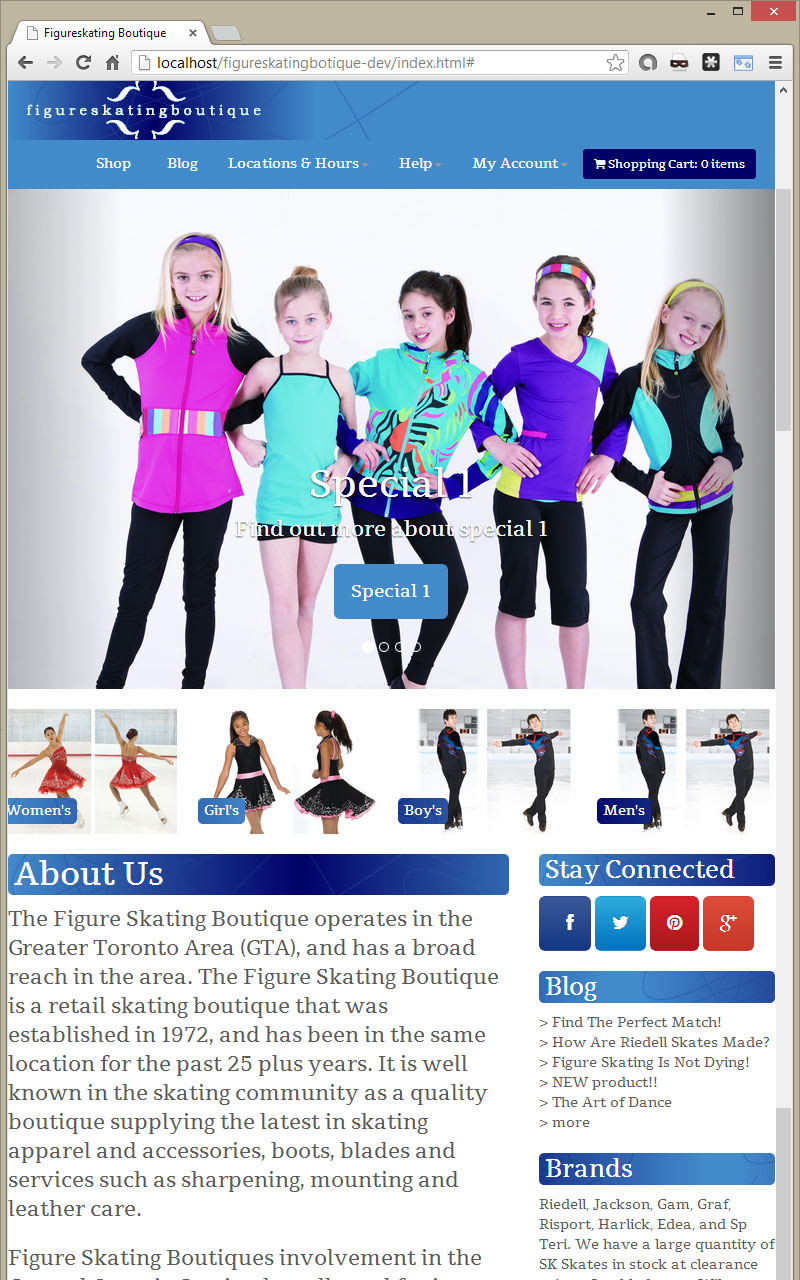 Figureskating Boutique
localhost/figureskatingbotique-dev/index.html#
figureskatingboutique
Shop Blog Locations & Hours Help My Account Shopping Cart: 0 items
Special 1
Find out more about special 1
Special 1
Women's Girl's Boy's Men's
About Us
The Figure Skating Boutique operates in the
Greater Toronto Area (GTA), and has a broad
reach in the area. The Figure Skating Boutique
is a retail skating boutique that was
established in 1972, and has been in the same
location for the past 25 plus years. It is well
known in the skating community as a quality
boutique supplying the latest in skating
apparel and accessories, boots, blades and
services such as sharpening, mounting and
leather care.
Figure Skating Boutiques involvement in the
Stay Connected
Blog
> Find The Perfect Match!
> How Are Riedell Skates Made?
> Figure Skating Is Not Dying!
> NEW product!!
> The Art of Dance
> more
Brands
Riedell, Jackson, Gam, Graf,
Risport, Harlick, Edea, and Sp
Teri. We have a large quantity of
SK Skates in stock at clearance